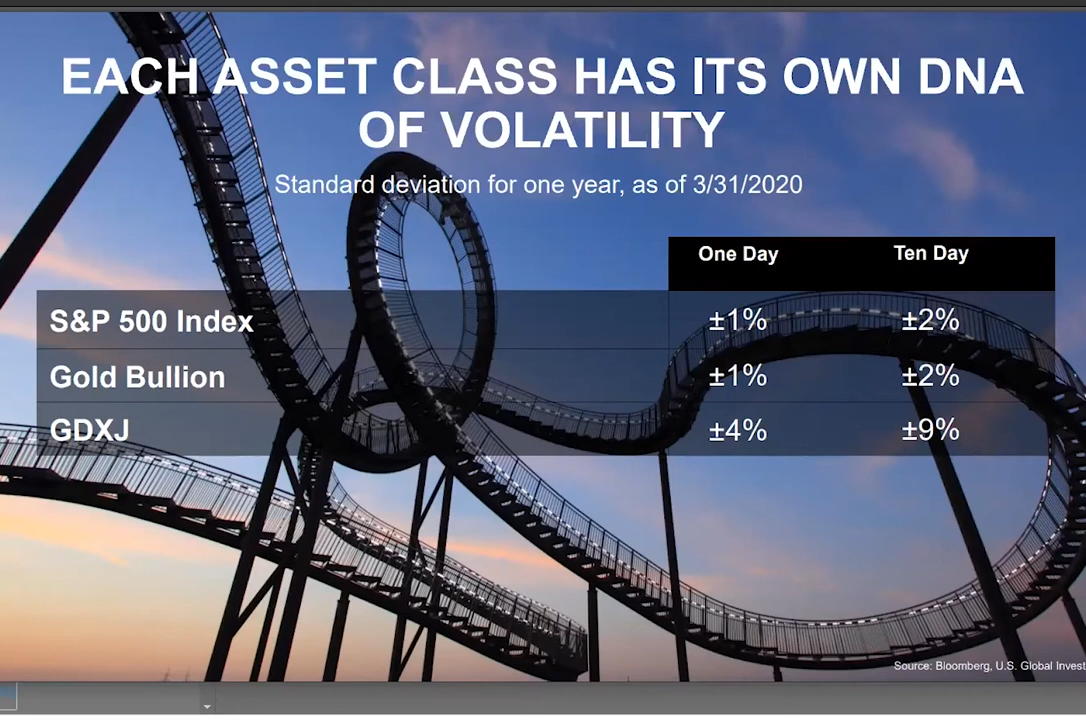 EACH ASSET CLASS HAS ITS OWN DNA
OF VOLATILITY
Standard deviation for one year, as of 3/31/2020
One Day Ten Day
S&P 500 Index ±1% ±2%
Gold Bullion ±1% ±2%
GDXJ ±4% ±9%
Source: Bloomberg, U.S. Global Invest